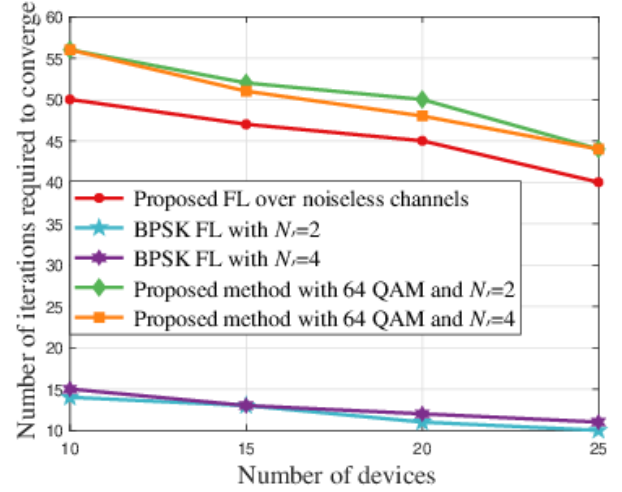 Number of iterations required to converge
60
55
50
45
40
35
30
25
20
15
10
Proposed FL over noiseless channels
BPSK FL with Nr=2
BPSK FL with Nr=4
Proposed method with 64 QAM and Nr=2
Proposed method with 64 QAM and Nr=4
10 15 20 25
Number of devices